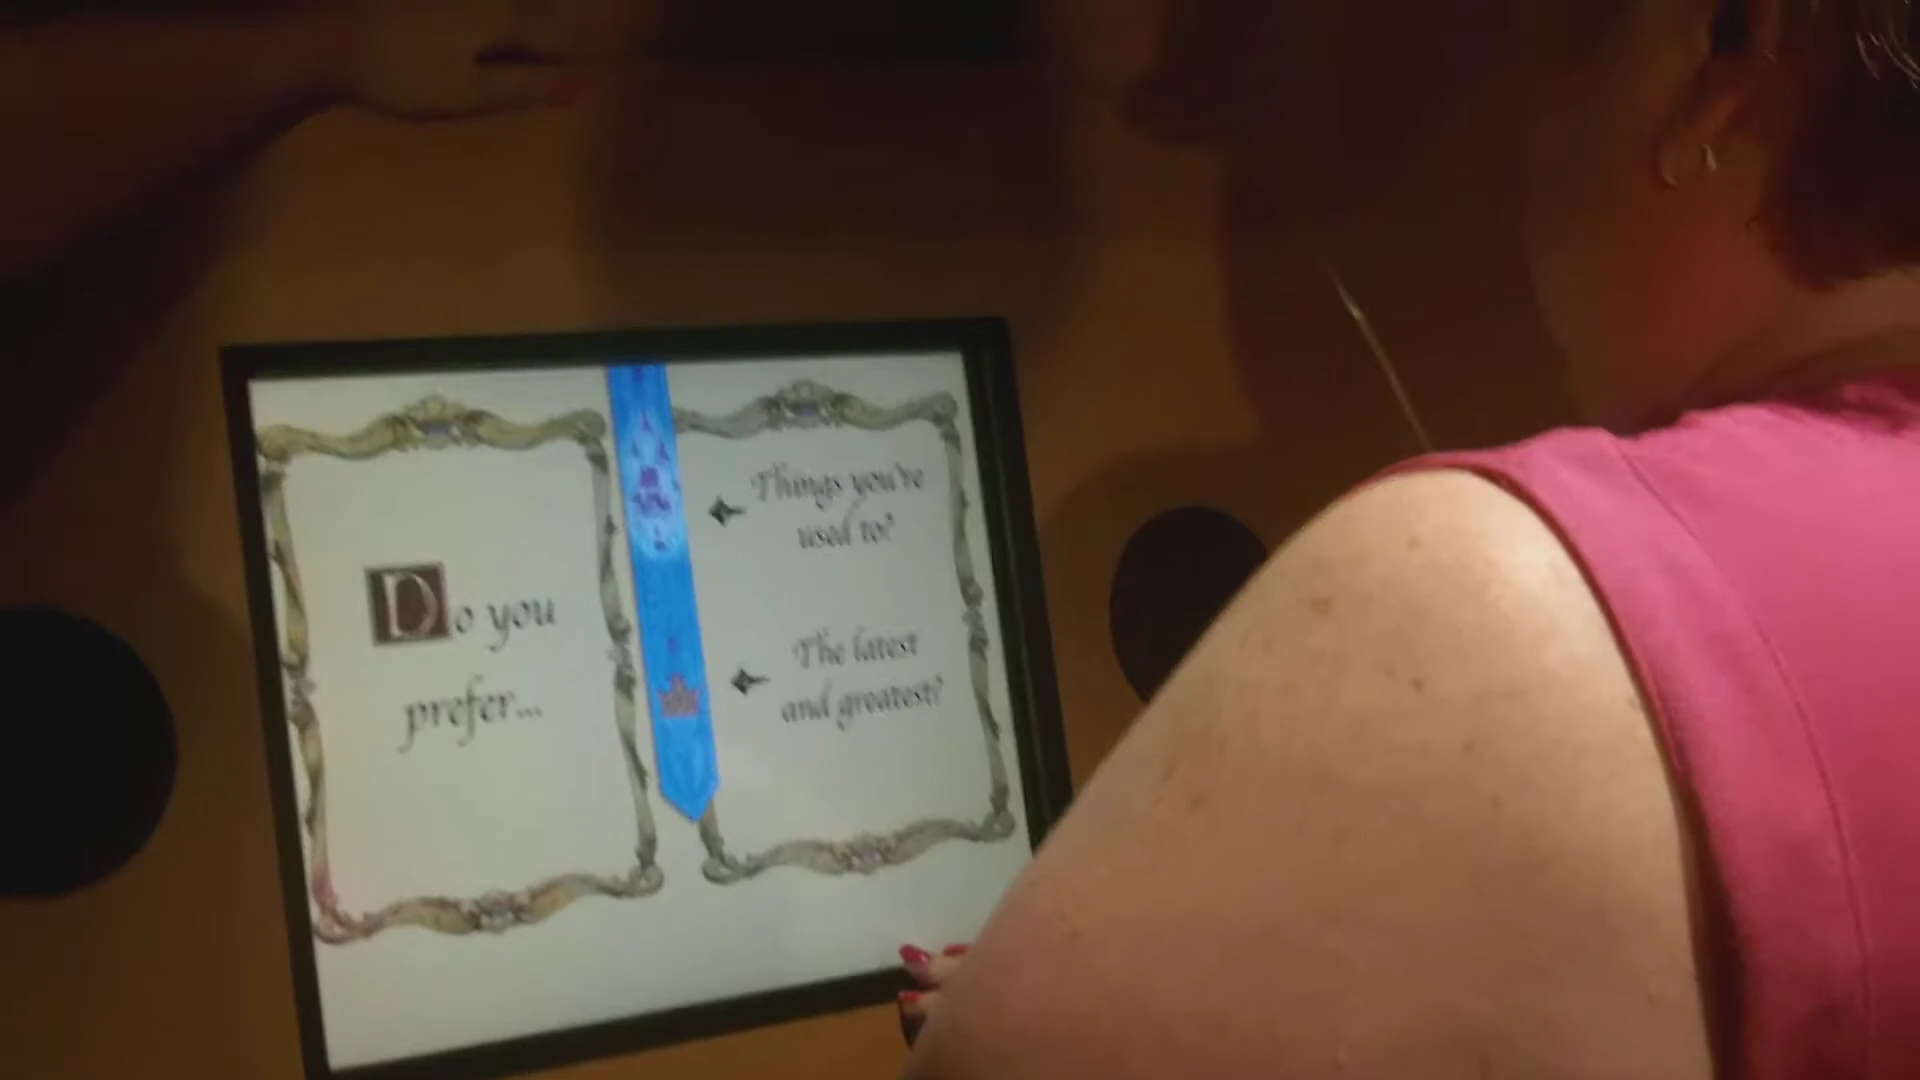 Do you
prefer...
Things you're
used to?
The latest
and greatest?